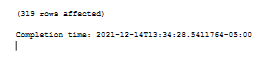 (319 rows affected)
Completion time: 2021-12-14T13:34:28.5411764-05:00